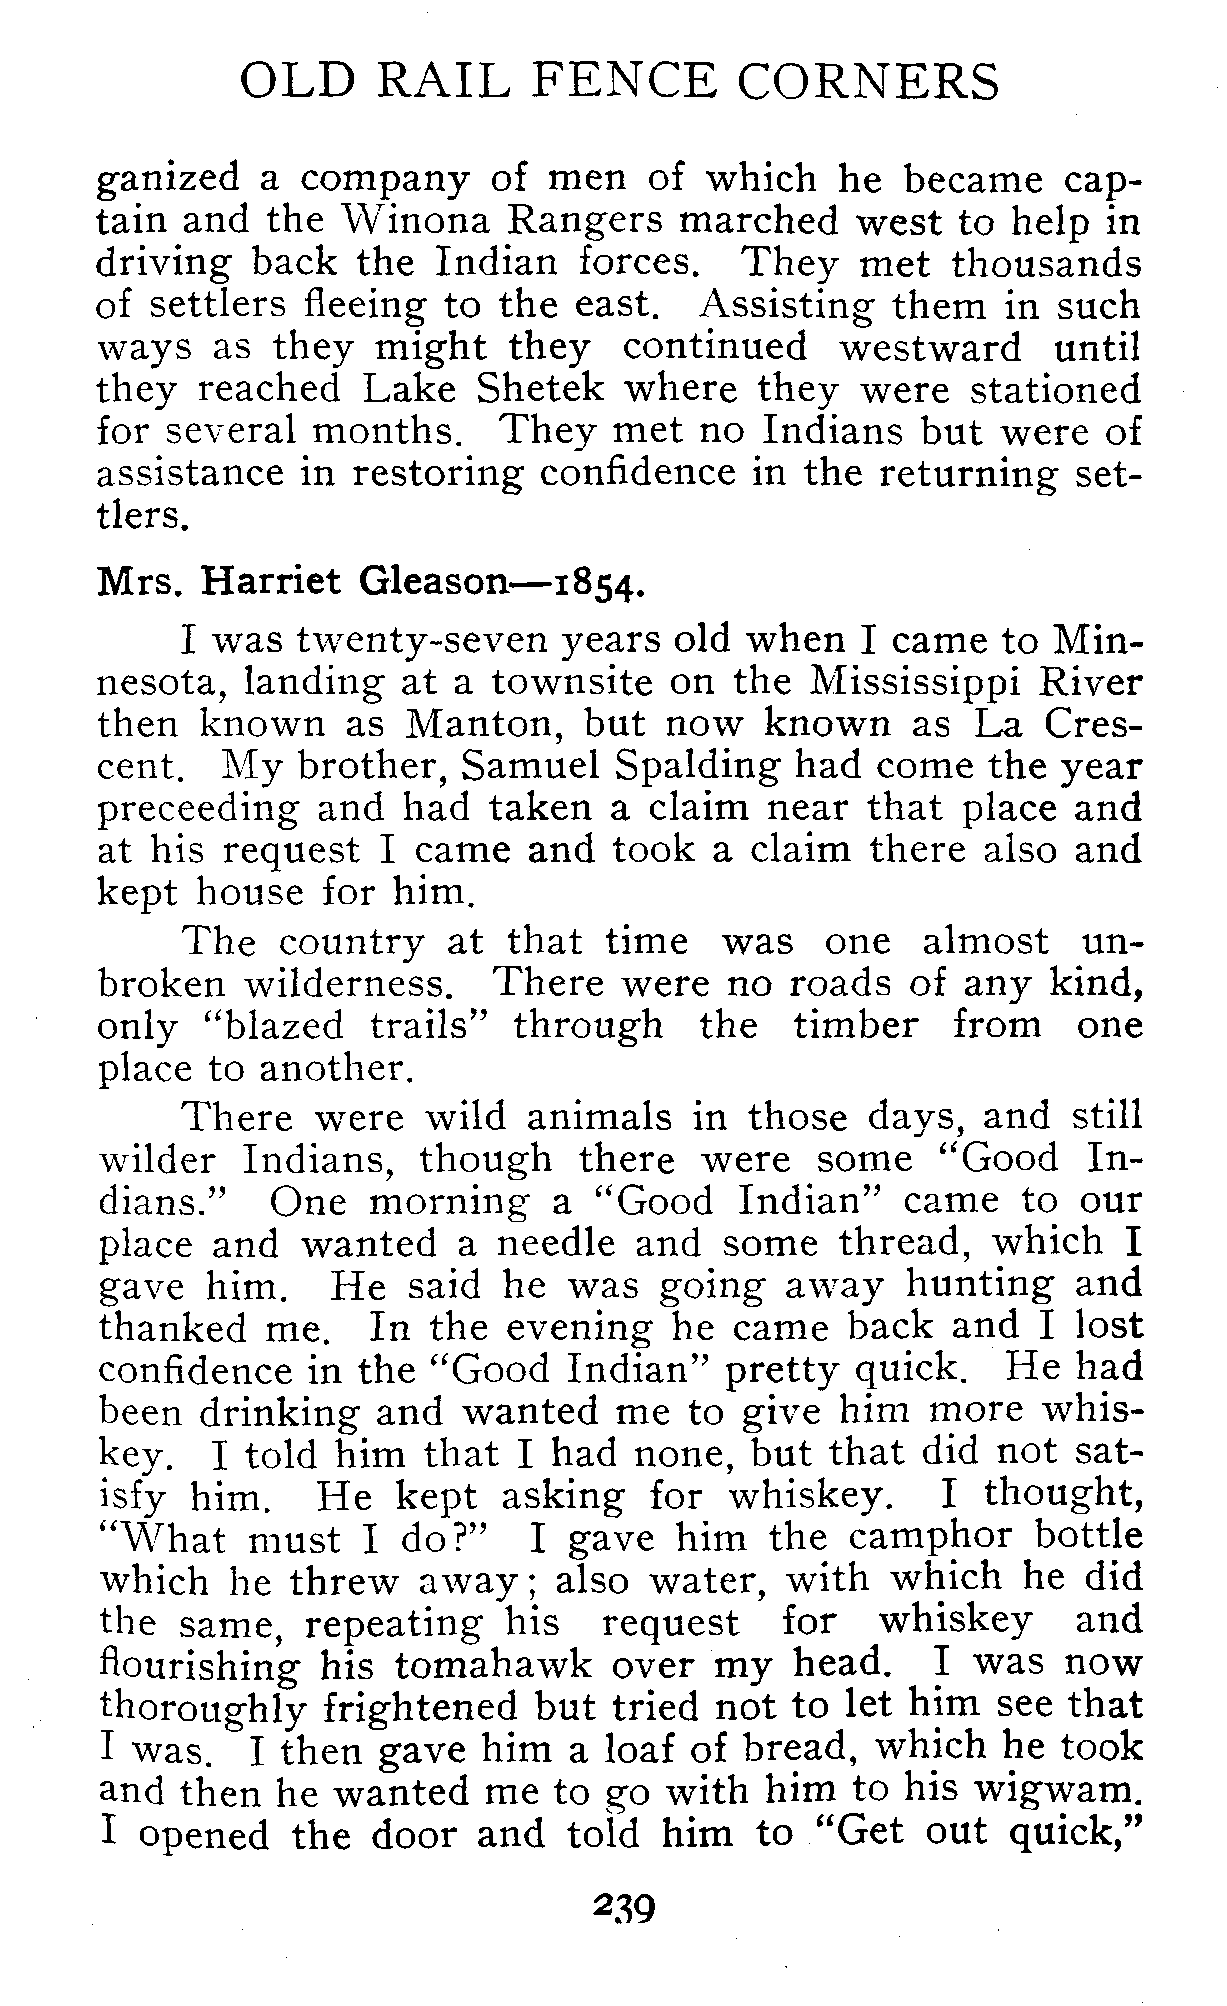 OLD RAIL FENCE CORNERS
ganized a company of men of which he became cap-
tain and the Winona Rangers marched west to help in
driving back the Indian forces. They met thousands
of settlers fleeing to the east. Assisting them in such
ways as they might they continued westward until
they reached Lake Shetek where they were stationed
for several months. They met no Indians but were of
assistance in restoring confidence in the returning set-
tlers.
Mrs. Harriet Gleason—1854.
I was twenty-seven years old when I came to Min-
nesota, landing at a townsite on the Mississippi River
then known as Manton, but now known as La Cres-
cent. My brother, Samuel Spalding had come the year
preceeding and had taken a claim near that place and
at his request I came and took a claim there also and
kept house for him.
The country at that time was one almost un-
broken wilderness. There were no roads of any kind,
only "blazed trails" through the timber from one
place to another.
There were wild animals in those days, and still
wilder Indians, though there were some "Good In-
dians." One morning a "Good Indian" came to our
place and wanted a needle and some thread, which I
gave him. He said he was going away hunting and
thanked me. In the evening he came back and I lost
confidence in the "Good Indian" pretty quick. He had
been drinking and wanted me to give him more whis-
key. I told him that I had none, but that did not sat-
isfy him. He kept asking for whiskey. I thought,
"What must I do?" I gave him the camphor bottle
which he threw away; also water, with which he did
the same, repeating his request for whiskey and
flourishing his tomahawk over my head. I was now
thoroughly frightened but tried not to let him see that
I was. I then gave him a loaf of bread, which he took
and then he wanted me to go with him to his wigwam.
I opened the door and told him to "Get out quick,"
239